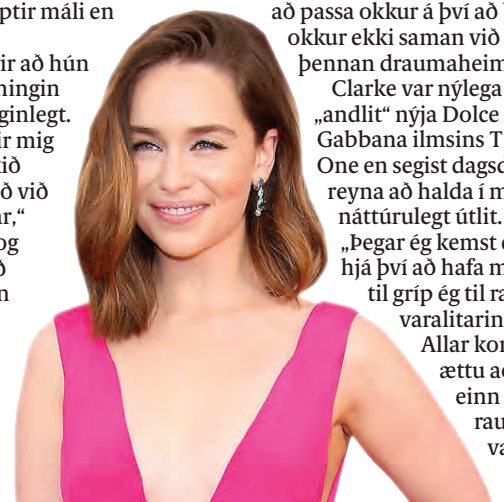 ptir máli en
ir að hún
ningin
ginlegt.
ir mig
ið
ð við
ar,“
og
ð
n
að passa okkur á því að
okkur ekki saman við
þennan draumaheim
Clarke var nýlega
„andlit“ nýja Dolce
Gabbana ilmsins T
One en segist dagsd
reyna að halda í m
náttúrulegt útlit.
„Þegar ég kemst e
hjá því að hafa m
til gríp ég til ra
varalitarin
Allar kon
ættu að
einn
rau
va